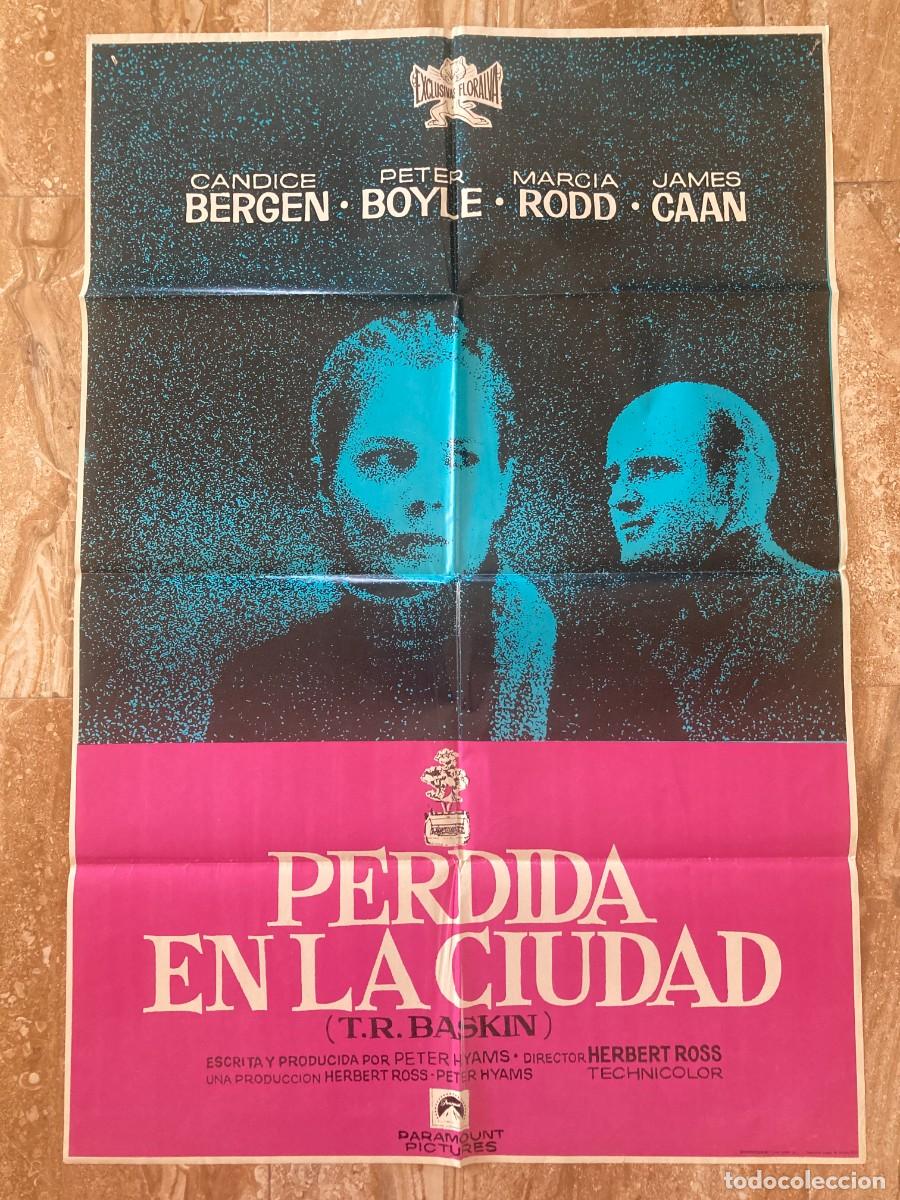 EXCLUSIVAS FLORALVA
CANDICE BERGEN · PETER BOYLE · MARCIA RODD · JAMES CAAN
PERDIDA
EN LA CIUDAD
(T.R. BASKIN)
ESCRITA Y PRODUCIDA POR PETER HYAMS · DIRECTOR HERBERT ROSS
UNA PRODUCCION HERBERT ROSS - PETER HYAMS TECHNICOLOR
PARAMOUNT
PICTURES
todocoleccion